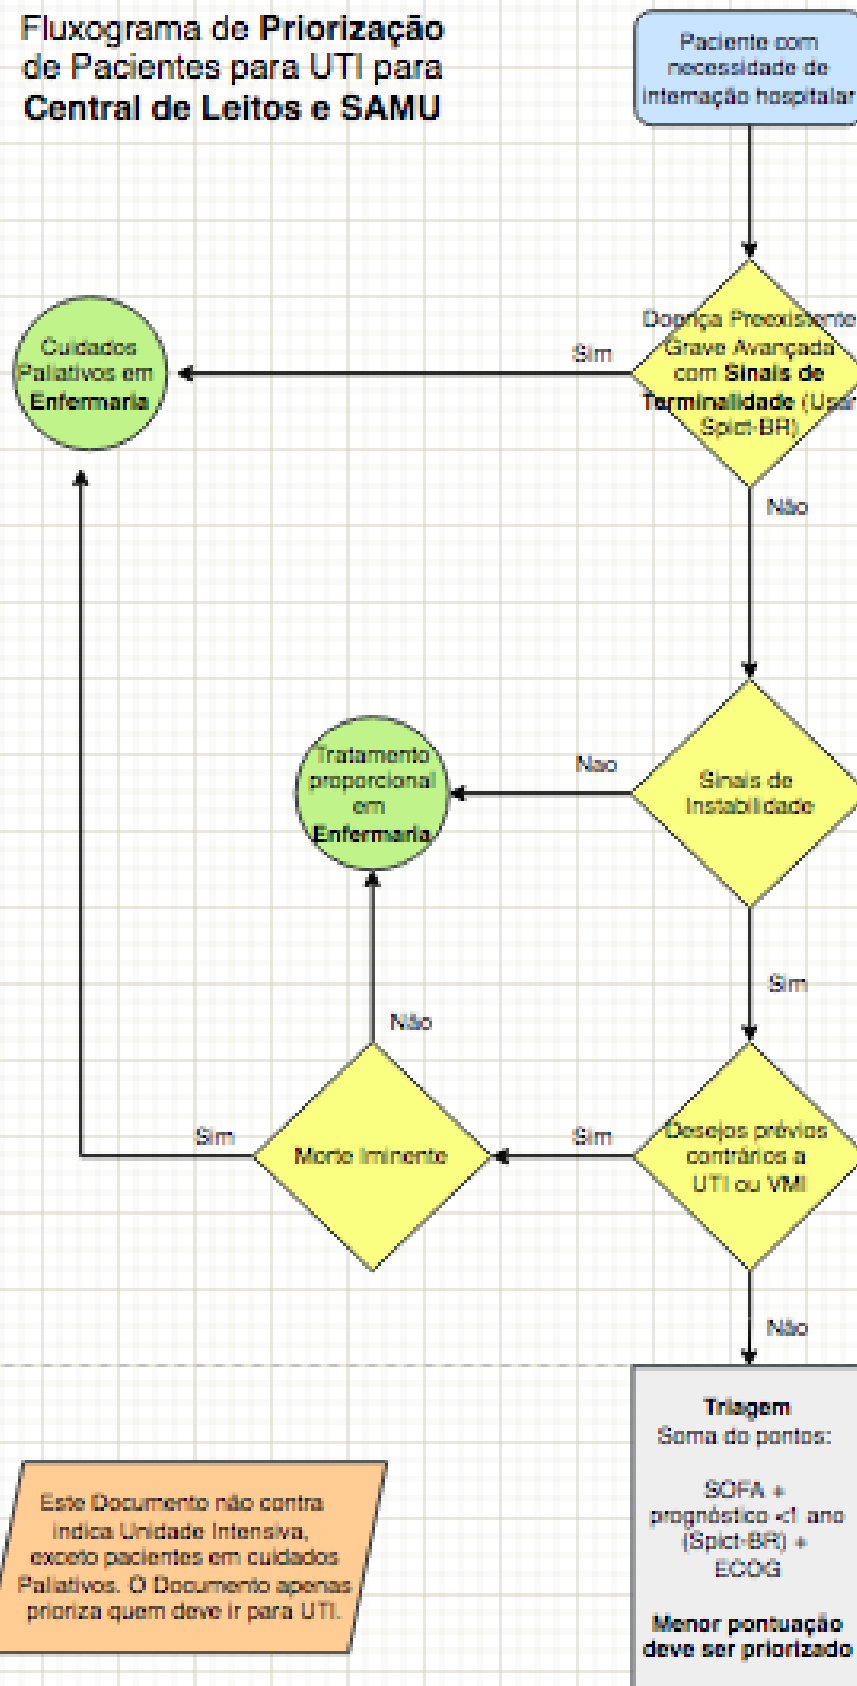 Fluxograma de Priorização
de Pacientes para UTI para
Central de Leitos e SAMU
Paciente com
necessidade de
internação hospitalar
Doença Preexistente
Grave Avançada
com Sinais de
Terminalidade (Usar
Spict-BR)
Sim
Cuidados
Paliativos em
Enfermaria
Não
Sinais de
Instabilidade
Nao
Tratamento
proporcional
em
Enfermaria
Sim
Desejos prévios
contrários a
UTI ou VMI
Sim
Morte Iminente
Não
Sim
Não
Triagem
Soma do pontos:
SOFA +
prognóstico <1 ano
(Spict-BR) +
ECOG
Menor pontuação
deve ser priorizado
Este Documento não contra
indica Unidade Intensiva,
exceto pacientes em cuidados
Paliativos. O Documento apenas
prioriza quem deve ir para UTI.